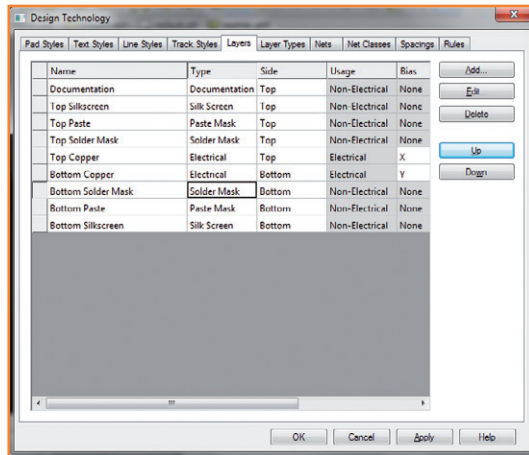 Design Technology
Pad Styles Text Styles Line Styles Track Styles Layers Layer Types Nets Net Classes Spacings Rules
Name Type Side Usage Bias
Documentation Documentation Top Non-Electrical None
Top Silkscreen Silk Screen Top Non-Electrical None
Top Paste Paste Mask Top Non-Electrical None
Top Solder Mask Solder Mask Top Non-Electrical None
Top Copper Electrical Top Electrical X
Bottom Copper Electrical Bottom Electrical Y
Bottom Solder Mask Solder Mask Bottom Non-Electrical None
Bottom Paste Paste Mask Bottom Non-Electrical None
Bottom Silkscreen Silk Screen Bottom Non-Electrical None
Add...
Edit
Delete
Up
Down
OK Cancel Apply Help